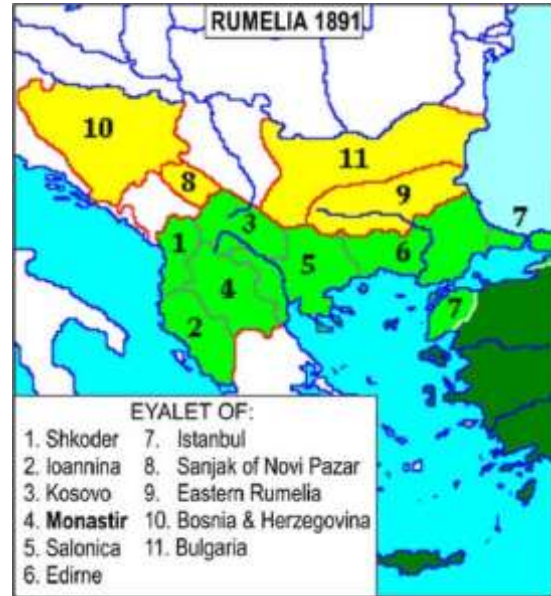 RUMELIA 1891
10
11
8
9
7
3
1
6
5
4
7
2
EYALET OF:
1. Shkoder 7. Istanbul
2. Ioannina 8. Sanjak of Novi Pazar
3. Kosovo 9. Eastern Rumelia
4. Monastir 10. Bosnia & Herzegovina
5. Salonica 11. Bulgaria
6. Edirne